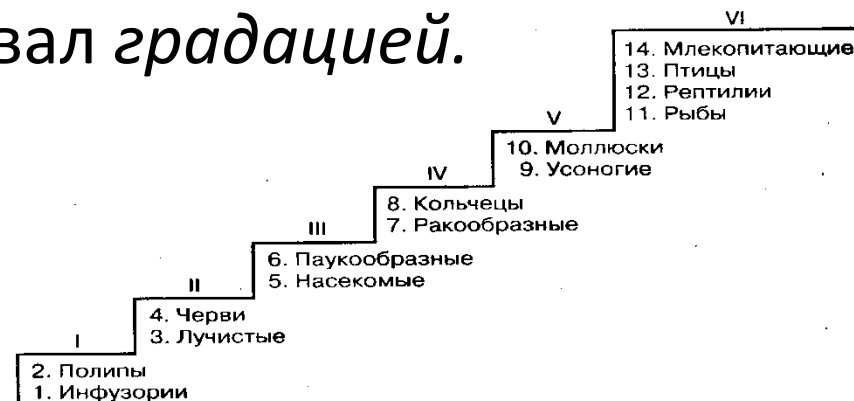 вал градацией.
VI
14. Млекопитающие
13. Птицы
12. Рептилии
11. Рыбы
V
10. Моллюски
9. Усоногие
IV
8. Кольчецы
7. Ракообразные
III
6. Паукообразные
5. Насекомые
II
4. Черви
3. Лучистые
I
2. Полипы
1. Инфузории